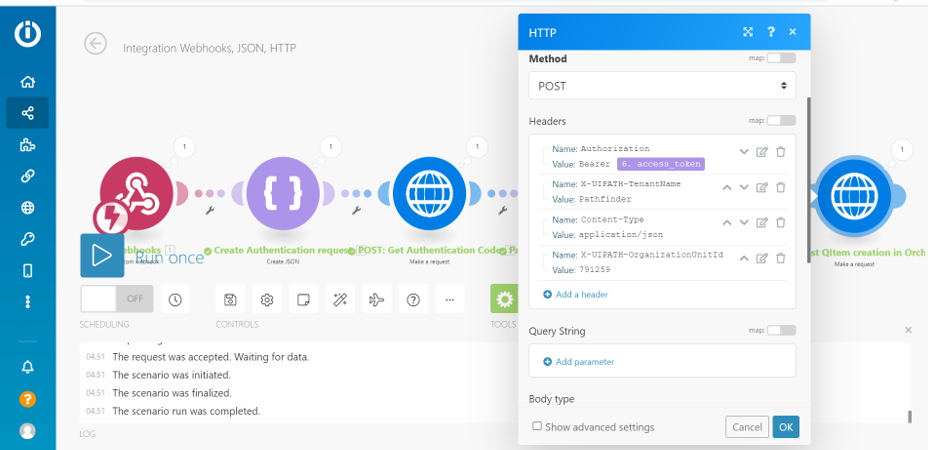 Integration Webhooks, JSON, HTTP
HTTP
?
Method
map:
POST
Headers
map:
Name: Authorization
Value: Bearer 6. access_token
Name: X-UIPATH-TenantName
Value: Pathfinder
Name: Content-Type
Value: application/json
Name: X-UIPATH-OrganizationUnitId
Value: 791259
Add a header
Query String
map:
Add parameter
Body type
Show advanced settings
Cancel
OK
1
1
1
1
ebhooks 1
Create Authentication request
Create JSON
POST: Get Authentication Code
Make a request
st QItem creation in Orch
Make a request
Run once
OFF
SCHEDULING
CONTROLS
TOOLS
04.51 The request was accepted. Waiting for data.
04.51 The scenario was initiated.
04.51 The scenario was finalized.
04.51 The scenario run was completed.
LOG